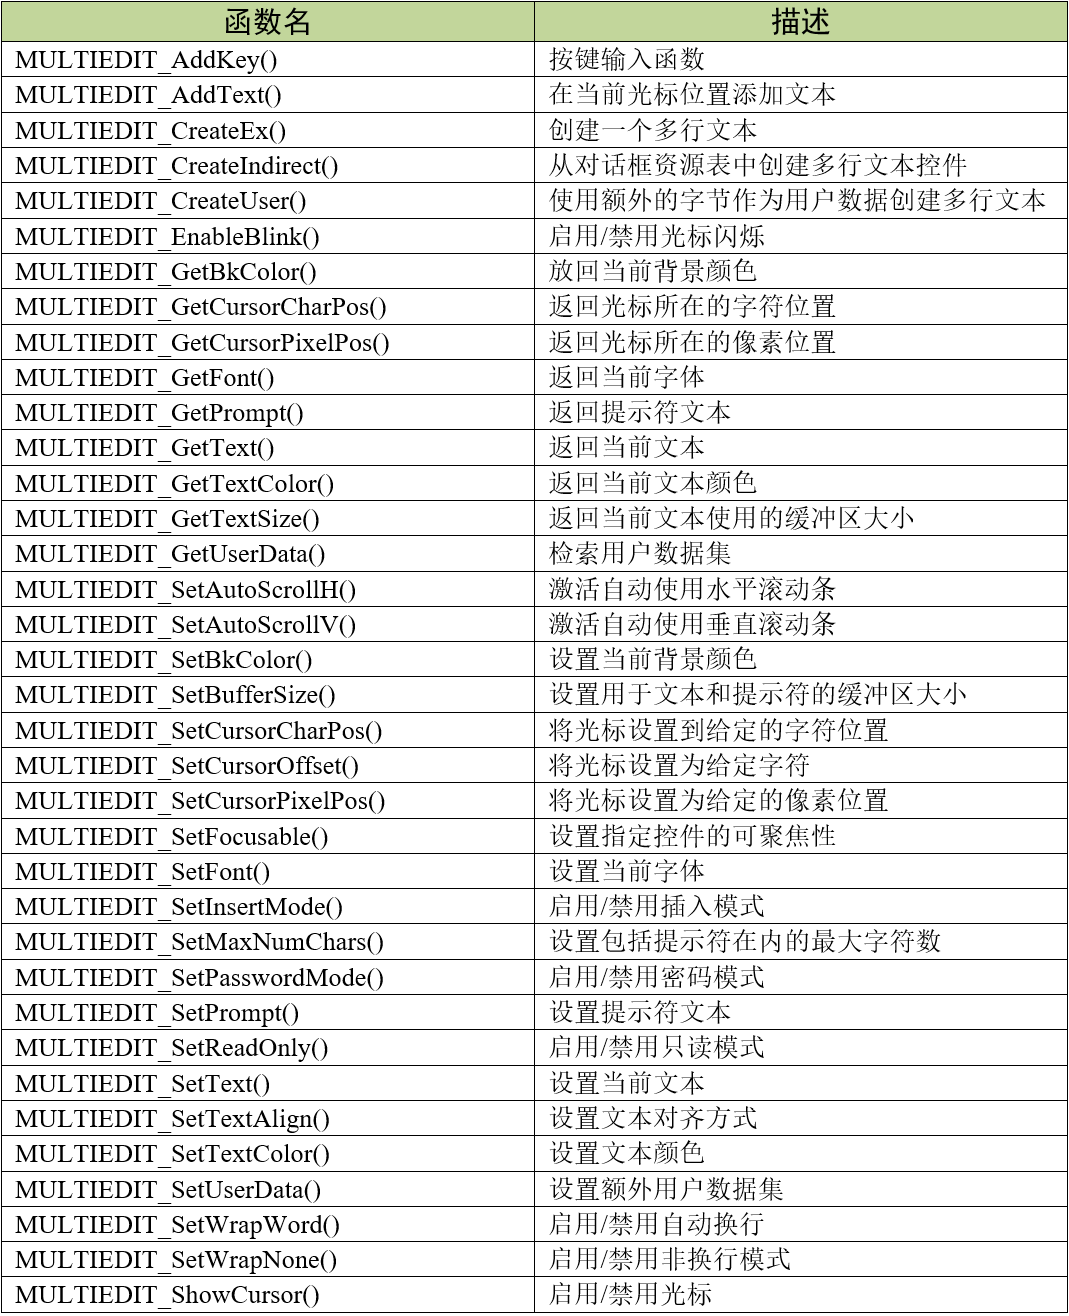 函数名 描述
MULTIEDIT_AddKey() 按键输入函数
MULTIEDIT_AddText() 在当前光标位置添加文本
MULTIEDIT_CreateEx() 创建一个多行文本
MULTIEDIT_CreateIndirect() 从对话框资源表中创建多行文本控件
MULTIEDIT_CreateUser() 使用额外的字节作为用户数据创建多行文本
MULTIEDIT_EnableBlink() 启用/禁用光标闪烁
MULTIEDIT_GetBkColor() 放回当前背景颜色
MULTIEDIT_GetCursorCharPos() 返回光标所在的字符位置
MULTIEDIT_GetCursorPixelPos() 返回光标所在的像素位置
MULTIEDIT_GetFont() 返回当前字体
MULTIEDIT_GetPrompt() 返回提示符文本
MULTIEDIT_GetText() 返回当前文本
MULTIEDIT_GetTextColor() 返回当前文本颜色
MULTIEDIT_GetTextSize() 返回当前文本使用的缓冲区大小
MULTIEDIT_GetUserData() 检索用户数据集
MULTIEDIT_SetAutoScrollH() 激活自动使用水平滚动条
MULTIEDIT_SetAutoScrollV() 激活自动使用垂直滚动条
MULTIEDIT_SetBkColor() 设置当前背景颜色
MULTIEDIT_SetBufferSize() 设置用于文本和提示符的缓冲区大小
MULTIEDIT_SetCursorCharPos() 将光标设置到给定的字符位置
MULTIEDIT_SetCursorOffset() 将光标设置为给定字符
MULTIEDIT_SetCursorPixelPos() 将光标设置为给定的像素位置
MULTIEDIT_SetFocusable() 设置指定控件的可聚焦性
MULTIEDIT_SetFont() 设置当前字体
MULTIEDIT_SetInsertMode() 启用/禁用插入模式
MULTIEDIT_SetMaxNumChars() 设置包括提示符在内的最大字符数
MULTIEDIT_SetPasswordMode() 启用/禁用密码模式
MULTIEDIT_SetPrompt() 设置提示符文本
MULTIEDIT_SetReadOnly() 启用/禁用只读模式
MULTIEDIT_SetText() 设置当前文本
MULTIEDIT_SetTextAlign() 设置文本对齐方式
MULTIEDIT_SetTextColor() 设置文本颜色
MULTIEDIT_SetUserData() 设置额外用户数据集
MULTIEDIT_SetWrapWord() 启用/禁用自动换行
MULTIEDIT_SetWrapNone() 启用/禁用非换行模式
MULTIEDIT_ShowCursor() 启用/禁用光标